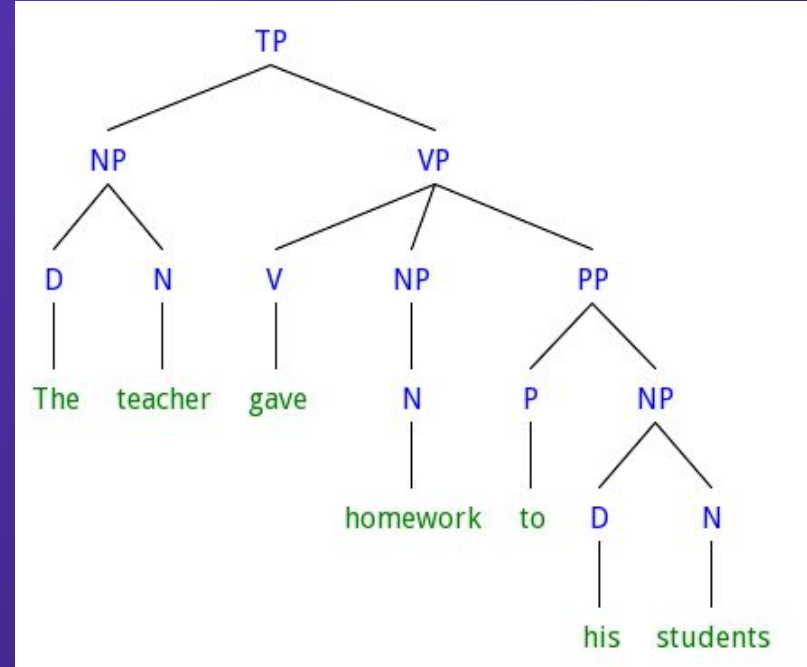 TP
NP VP
D N V NP PP
The teacher gave N P NP
homework to D N
his students